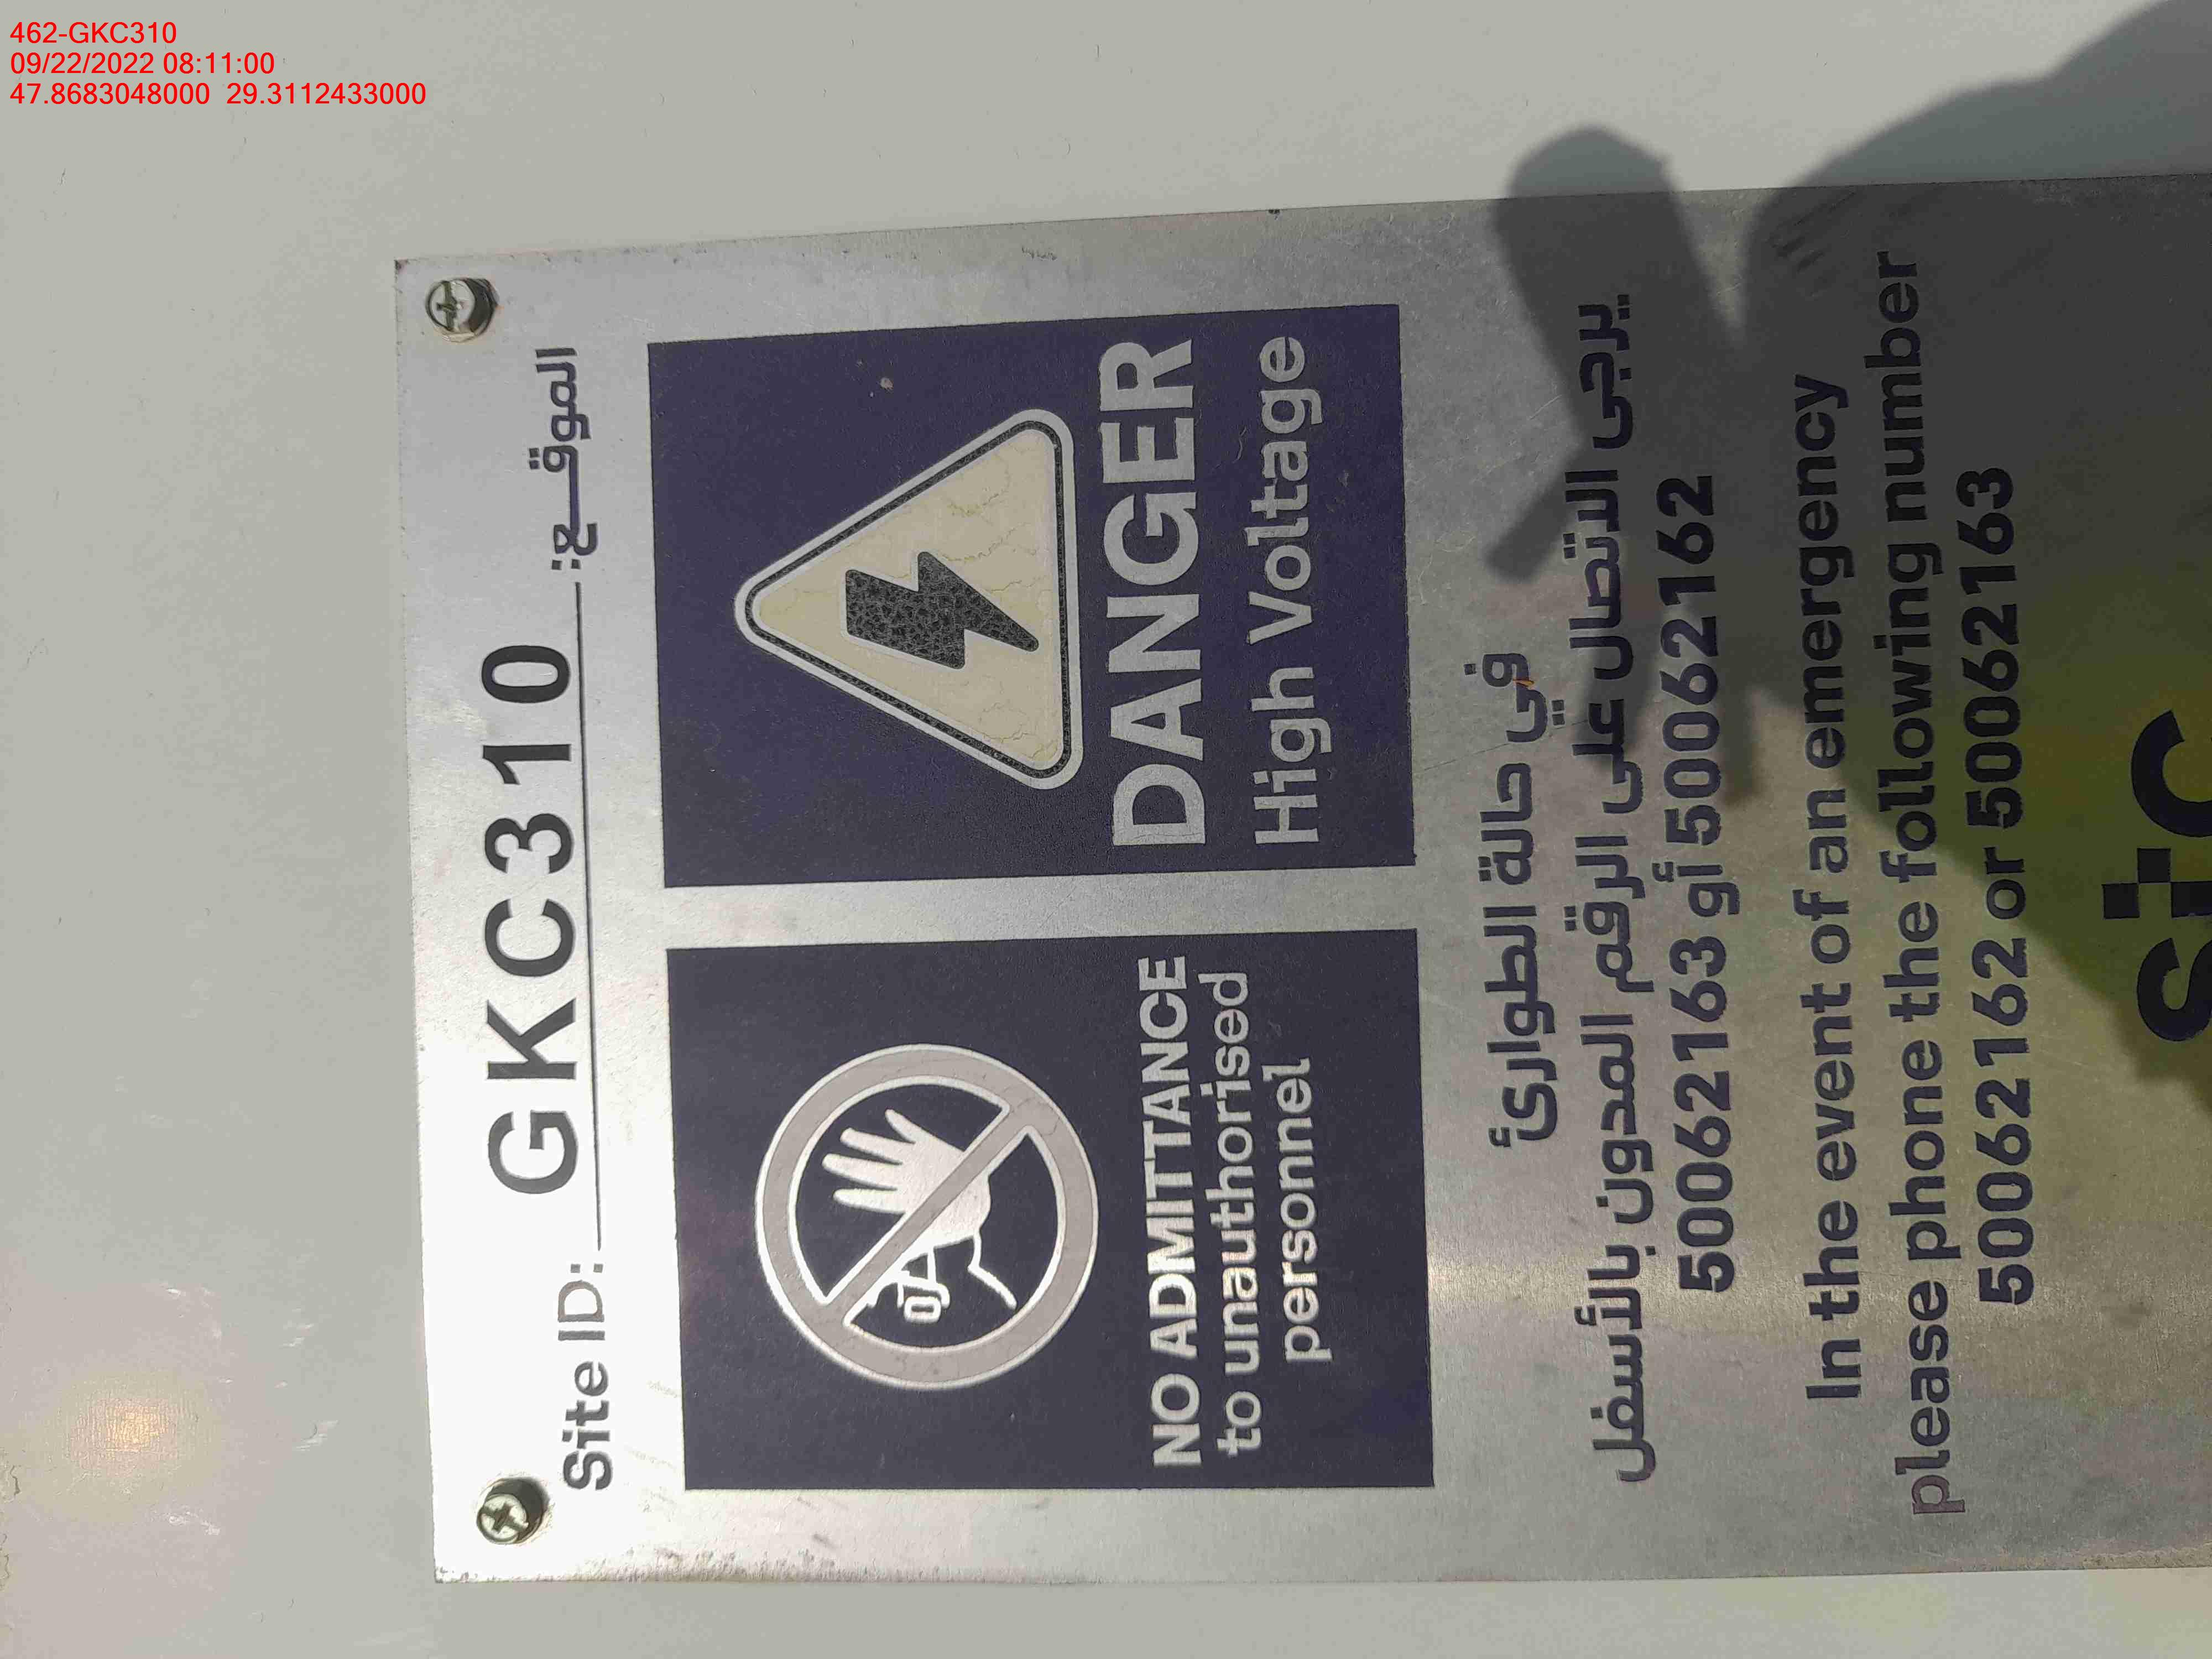 462-GKC310
09/22/2022 08:11:00
47.8683048000 29.3112433000
Site ID: GKC310 الموقــع:
NO ADMITTANCE
to unauthorised
personnel
DANGER
High Voltage
في حالة الطوارئ
يرجى الاتصال على الرقم المدون بالأسفل
50062163 أو 50062162
In the event of an emergency
please phone the following number
50062162 or 50062163
stc